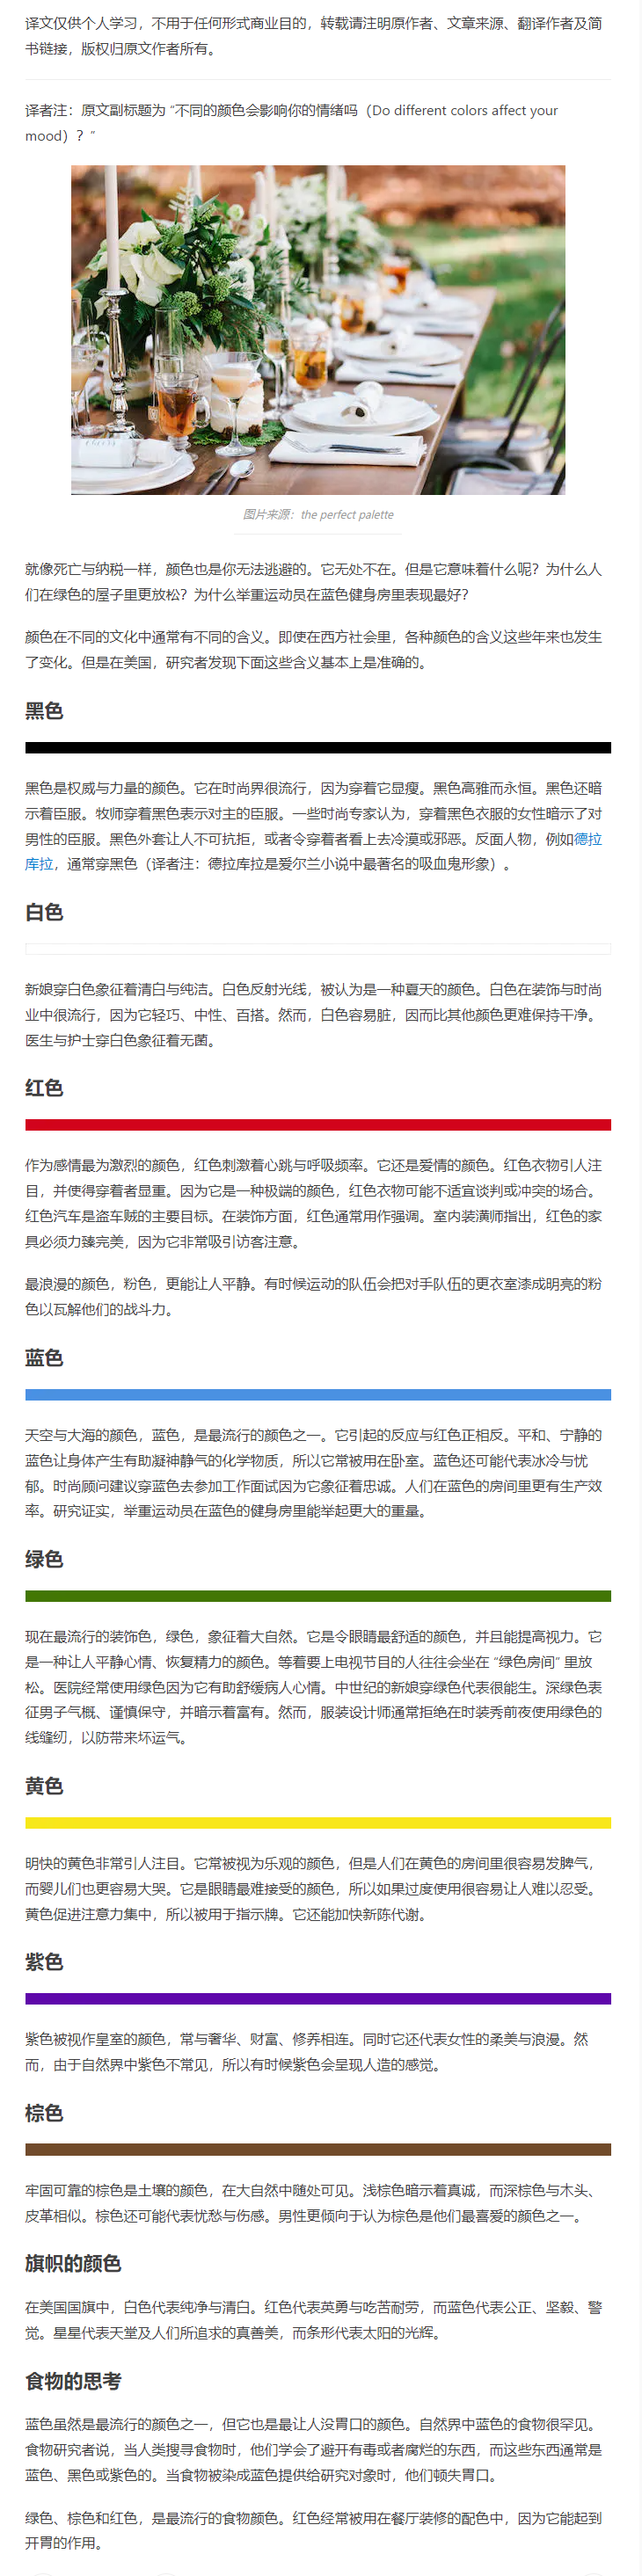 译文仅供个人学习，不用于任何形式商业目的，转载请注明原作者、文章来源、翻译作者及简
书链接，版权归原文作者所有。
译者注：原文副标题为 “不同的颜色会影响你的情绪吗（Do different colors affect your
mood）？”
图片来源：the perfect palette
就像死亡与纳税一样，颜色也是你无法逃避的。它无处不在。但是它意味着什么呢？为什么人
们在绿色的屋子里更放松？为什么举重运动员在蓝色健身房里表现最好？
颜色在不同的文化中通常有不同的含义。即使在西方社会里，各种颜色的含义这些年来也发生
了变化。但是在美国，研究者发现下面这些含义基本上是准确的。
黑色
黑色是权威与力量的颜色。它在时尚界很流行，因为穿着它显瘦。黑色高雅而永恒。黑色还暗
示着臣服。牧师穿着黑色表示对主的臣服。一些时尚专家认为，穿着黑色衣服的女性暗示了对
男性的臣服。黑色外套让人不可抗拒，或者令穿着者看上去冷漠或邪恶。反面人物，例如德拉
库拉，通常穿黑色（译者注：德拉库拉是爱尔兰小说中最著名的吸血鬼形象）。
白色
新娘穿白色象征着清白与纯洁。白色反射光线，被认为是一种夏天的颜色。白色在装饰与时尚
业中很流行，因为它轻巧、中性、百搭。然而，白色容易脏，因而比其他颜色更难保持干净。
医生与护士穿白色象征着无菌。
红色
作为感情最为激烈的颜色，红色刺激着心跳与呼吸频率。它还是爱情的颜色。红色衣物引人注
目，并使得穿着者显重。因为它是一种极端的颜色，红色衣物可能不适宜谈判或冲突的场合。
红色汽车是盗车贼的主要目标。在装饰方面，红色通常用作强调。室内装潢师指出，红色的家
具必须力臻完美，因为它非常吸引访客注意。
最浪漫的颜色，粉色，更能让人平静。有时候运动的队伍会把对手队伍的更衣室漆成明亮的粉
色以瓦解他们的战斗力。
蓝色
天空与大海的颜色，蓝色，是最流行的颜色之一。它引起的反应与红色正相反。平和、宁静的
蓝色让身体产生有助凝神静气的化学物质，所以它常被用在卧室。蓝色还可能代表冰冷与忧
郁。时尚顾问建议穿蓝色去参加工作面试因为它象征着忠诚。人们在蓝色的房间里更有生产效
率。研究证实，举重运动员在蓝色的健身房里能举起更大的重量。
绿色
现在最流行的装饰色，绿色，象征着大自然。它是令眼睛最舒适的颜色，并且能提高视力。它
是一种让人平静心情、恢复精力的颜色。等着要上电视节目的人往往会坐在 “绿色房间” 里放
松。医院经常使用绿色因为它有助舒缓病人心情。中世纪的新娘穿绿色代表很能生。深绿色表
征男子气概、谨慎保守，并暗示着富有。然而，服装设计师通常拒绝在时装秀前夜使用绿色的
线缝纫，以防带来坏运气。
黄色
明快的黄色非常引人注目。它常被视为乐观的颜色，但是人们在黄色的房间里很容易发脾气，
而婴儿们也更容易大哭。它是眼睛最难接受的颜色，所以如果过度使用很容易让人难以忍受。
黄色促进注意力集中，所以被用于指示牌。它还能加快新陈代谢。
紫色
紫色被视作皇室的颜色，常与奢华、财富、修养相连。同时它还代表女性的柔美与浪漫。然
而，由于自然界中紫色不常见，所以有时候紫色会呈现人造的感觉。
棕色
牢固可靠的棕色是土壤的颜色，在大自然中随处可见。浅棕色暗示着真诚，而深棕色与木头、
皮革相似。棕色还可能代表忧愁与伤感。男性更倾向于认为棕色是他们最喜爱的颜色之一。
旗帜的颜色
在美国国旗中，白色代表纯净与清白。红色代表英勇与吃苦耐劳，而蓝色代表公正、坚毅、警
觉。星星代表天堂及人们所追求的真善美，而条形代表太阳的光辉。
食物的思考
蓝色虽然是最流行的颜色之一，但它也是最让人没胃口的颜色。自然界中蓝色的食物很罕见。
食物研究者说，当人类搜寻食物时，他们学会了避开有毒或者腐烂的东西，而这些东西通常是
蓝色、黑色或紫色的。当食物被染成蓝色提供给研究对象时，他们顿失胃口。
绿色、棕色和红色，是最流行的食物颜色。红色经常被用在餐厅装修的配色中，因为它能起到
开胃的作用。